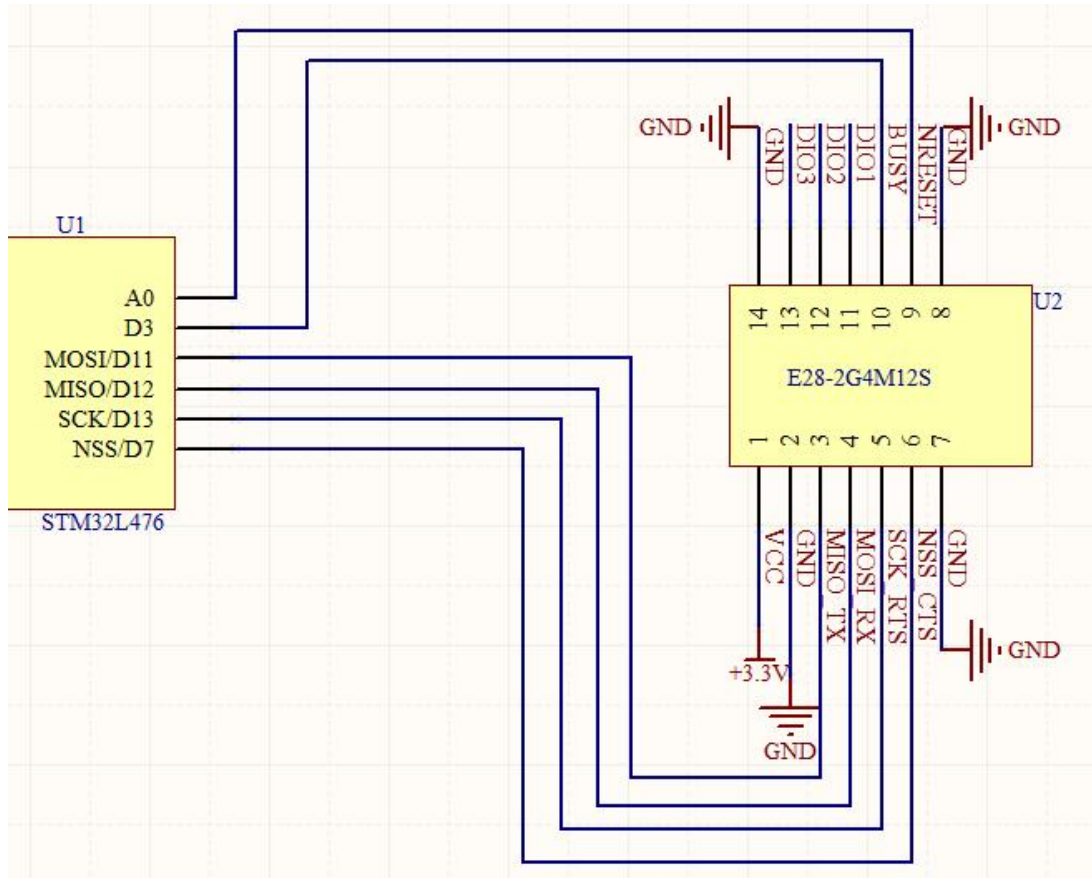 GND
GND
DIO3
DIO2
DIO1
BUSY
NRESET
GND
GND
U1
A0
D3
MOSI/D11
MISO/D12
SCK/D13
NSS/D7
STM32L476
U2
14
13
12
11
10
9
8
E28-2G4M12S
1
2
3
4
5
6
7
VCC
GND
MISO_TX
MOSI_RX
SCK_RTS
NSS_CTS
GND
+3.3V
GND
GND